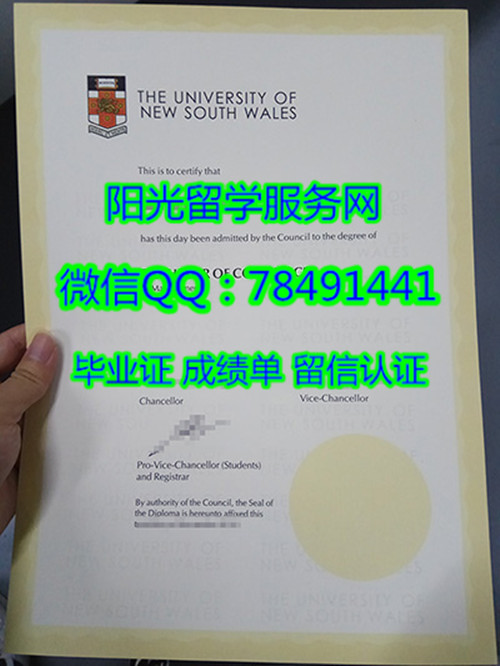 THE UNIVERSITY OF
NEW SOUTH WALES
This is to certify that
阳光留学服务网
has this day been admitted by the Council to the degree of
微信QQ：78491441
毕业证 成绩单 留信认证
Chancellor
Vice-Chancellor
Pro-Vice-Chancellor (Students)
and Registrar
By authority of the Council, the Seal of
the Diploma is hereunto affixed this